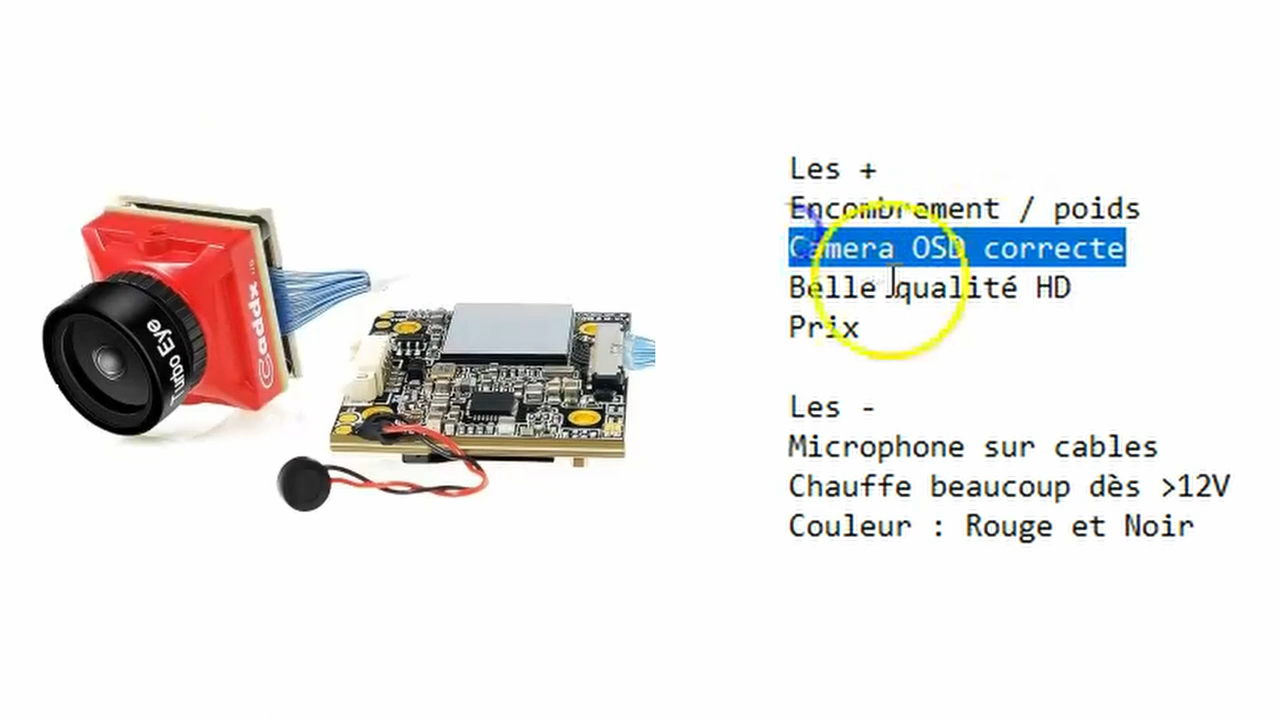 Turbo Eye
Caddx
Les +
Encombrement / poids
Camera OSD correcte
Belle qualité HD
Prix
Les -
Microphone sur cables
Chauffe beaucoup dès >12V
Couleur : Rouge et Noir